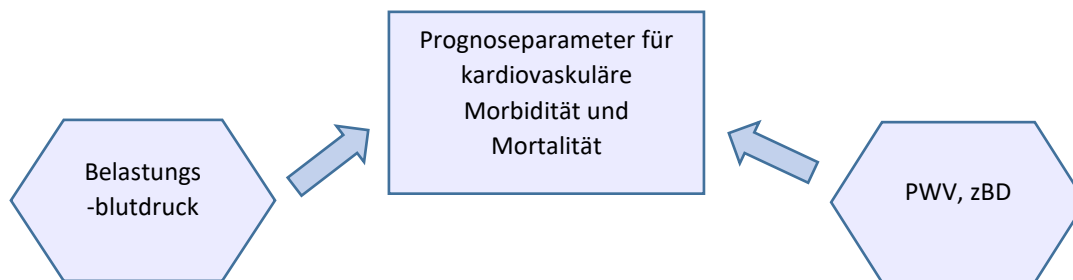 Prognoseparameter für
kardiovaskuläre
Morbidität und
Mortalität
Belastungs
-blutdruck
PWV, zBD